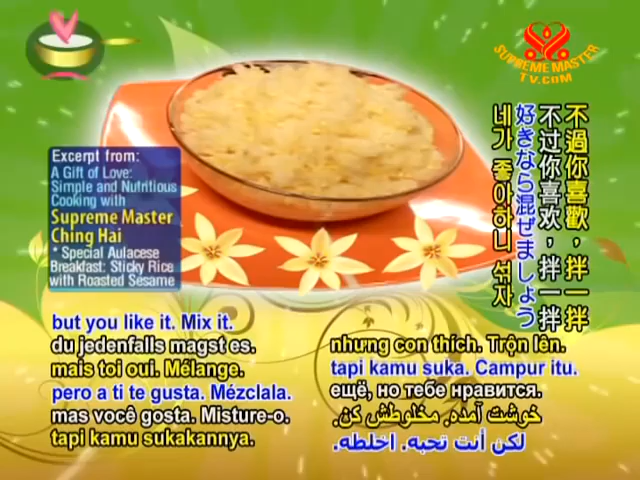 SUPREME MASTER
TV.COM
Excerpt from:
A Gift of Love:
Simple and Nutritious
Cooking with
Supreme Master
Ching Hai
* Special Aulacese
Breakfast: Sticky Rice
with Roasted Sesame
不過你喜歡，拌一拌
不过你喜欢，拌一拌
好きなら混ぜましょう
네가 좋아하니 섞자
but you like it. Mix it.
du jedenfalls magst es.
mais toi oui. Mélange.
pero a ti te gusta. Mézclala.
mas você gosta. Misture-o.
tapi kamu sukakannya.
nhưng con thích. Trộn lên.
tapi kamu suka. Campur itu.
ещё, но тебе нравится.
خوشت آمده. مخلوطش کن.
لكن أنت تحبه. اخلطه.